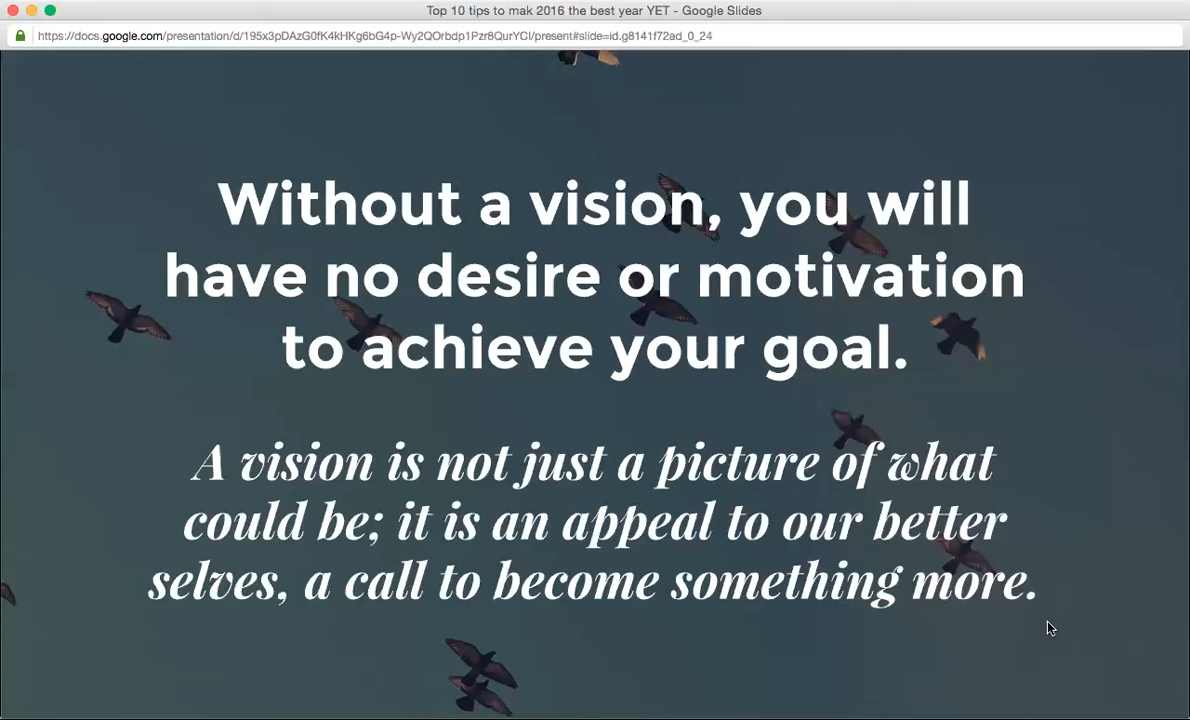 Top 10 tips to mak 2016 the best year YET - Google Slides
https://docs.google.com/presentation/d/195x3pDAzG0fK4kHKg6bG4p-Wy2QOrbdp1Pzr8QurYCI/present#slide=id.g8141f72ad_0_24
Without a vision, you will
have no desire or motivation
to achieve your goal.
A vision is not just a picture of what
could be; it is an appeal to our better
selves, a call to become something more.